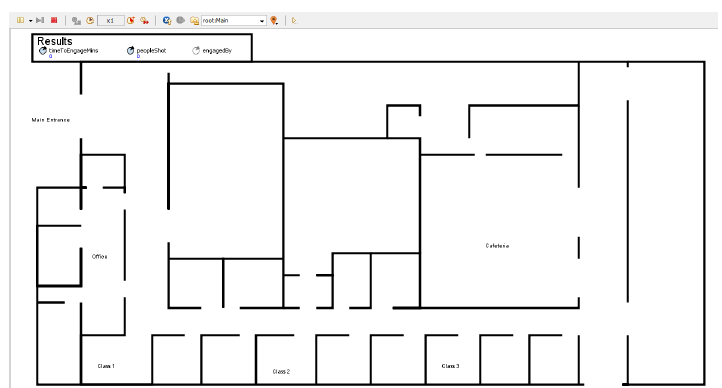 x1
root:Main
Results
timeToEngageMins
peopleShot
engagedBy
0
0
Main Entrance
Office
Cafeteria
Class 1
Class 2
Class 3